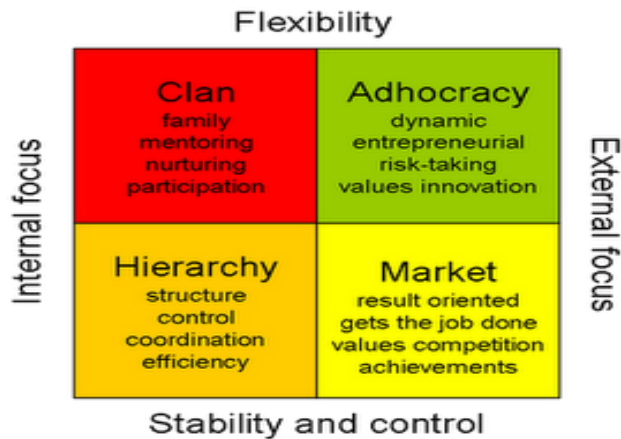 Flexibility
Internal focus
Clan
family
mentoring
nurturing
participation
Adhocracy
dynamic
entrepreneurial
risk-taking
values innovation
External focus
Hierarchy
structure
control
coordination
efficiency
Market
result oriented
gets the job done
values competition
achievements
Stability and control